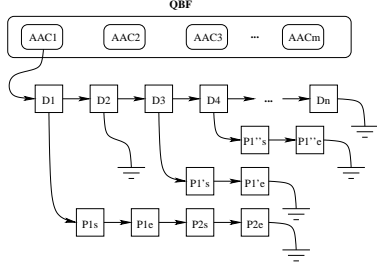 QBF
AAC1 AAC2 AAC3 ... AACm
D1 D2 D3 D4 ... Dn
P1''s P1''e
P1's P1'e
P1s P1e P2s P2e